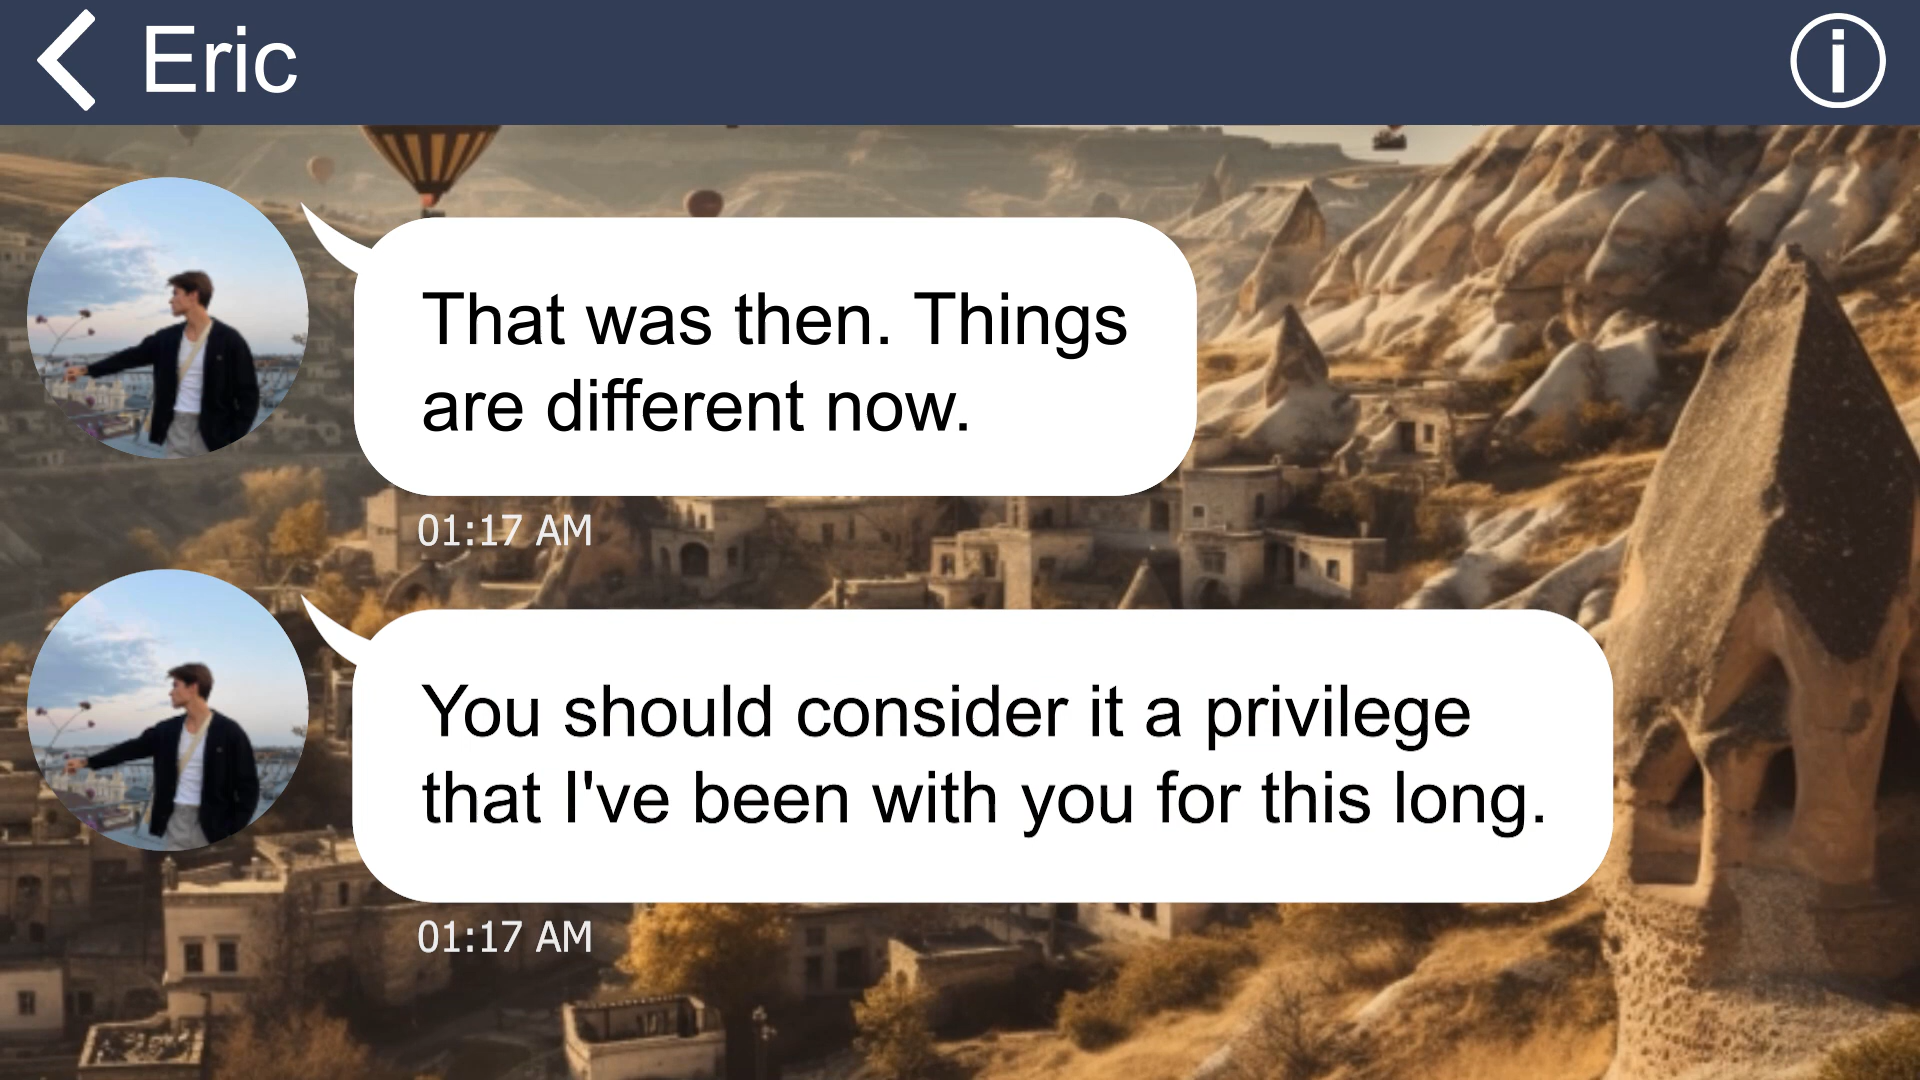 Eric
That was then. Things
are different now.
01:17 AM
You should consider it a privilege
that I've been with you for this long.
01:17 AM